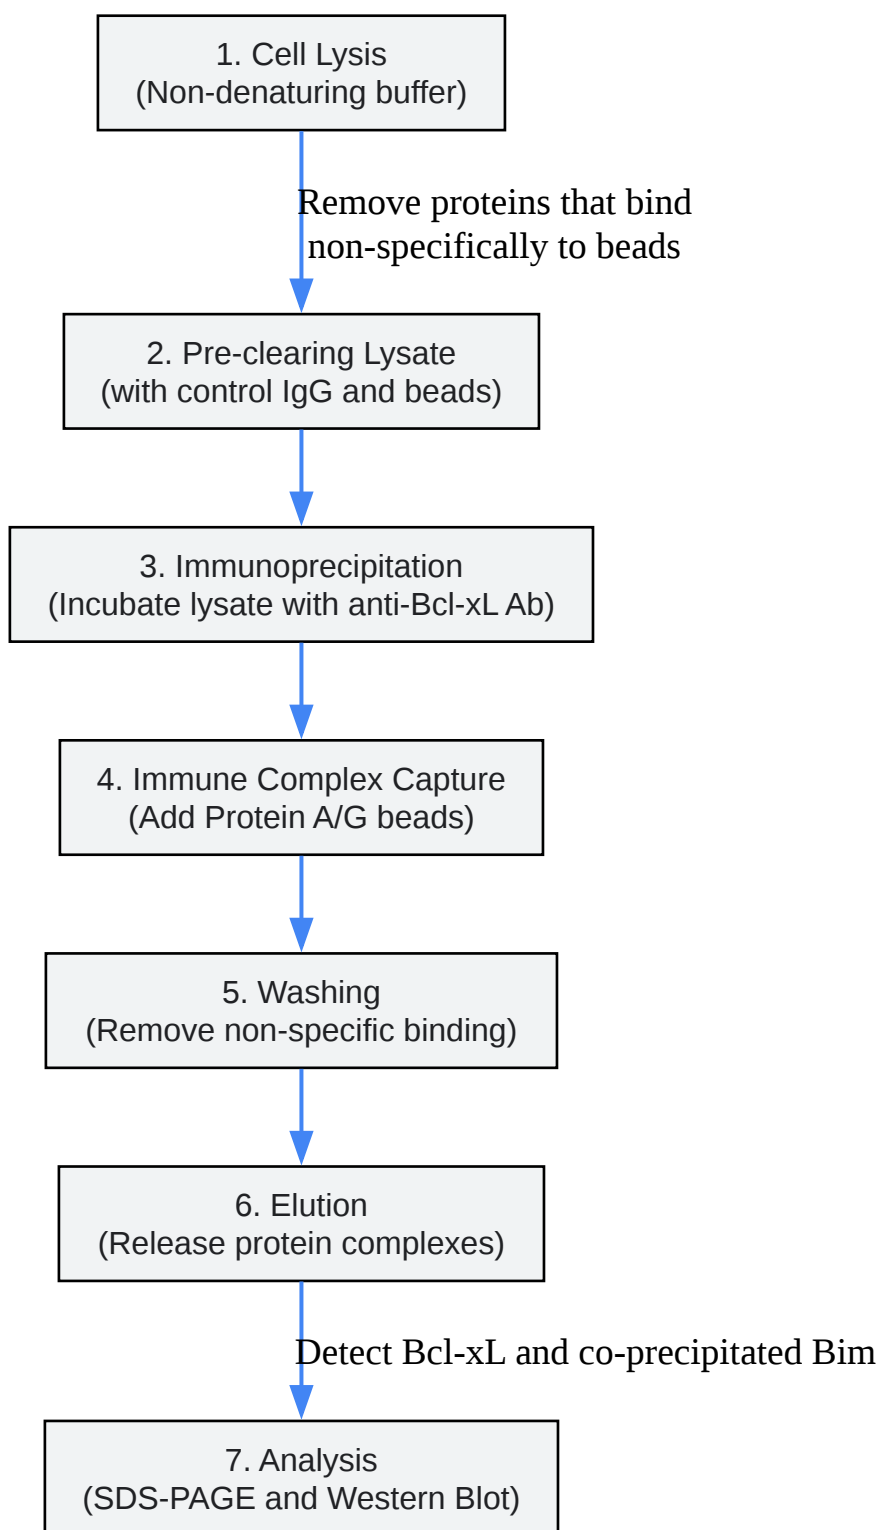 1. Cell Lysis
(Non-denaturing buffer)
Remove proteins that bind
non-specifically to beads
2. Pre-clearing Lysate
(with control IgG and beads)
3. Immunoprecipitation
(Incubate lysate with anti-Bcl-xL Ab)
4. Immune Complex Capture
(Add Protein A/G beads)
5. Washing
(Remove non-specific binding)
6. Elution
(Release protein complexes)
Detect Bcl-xL and co-precipitated Bim
7. Analysis
(SDS-PAGE and Western Blot)